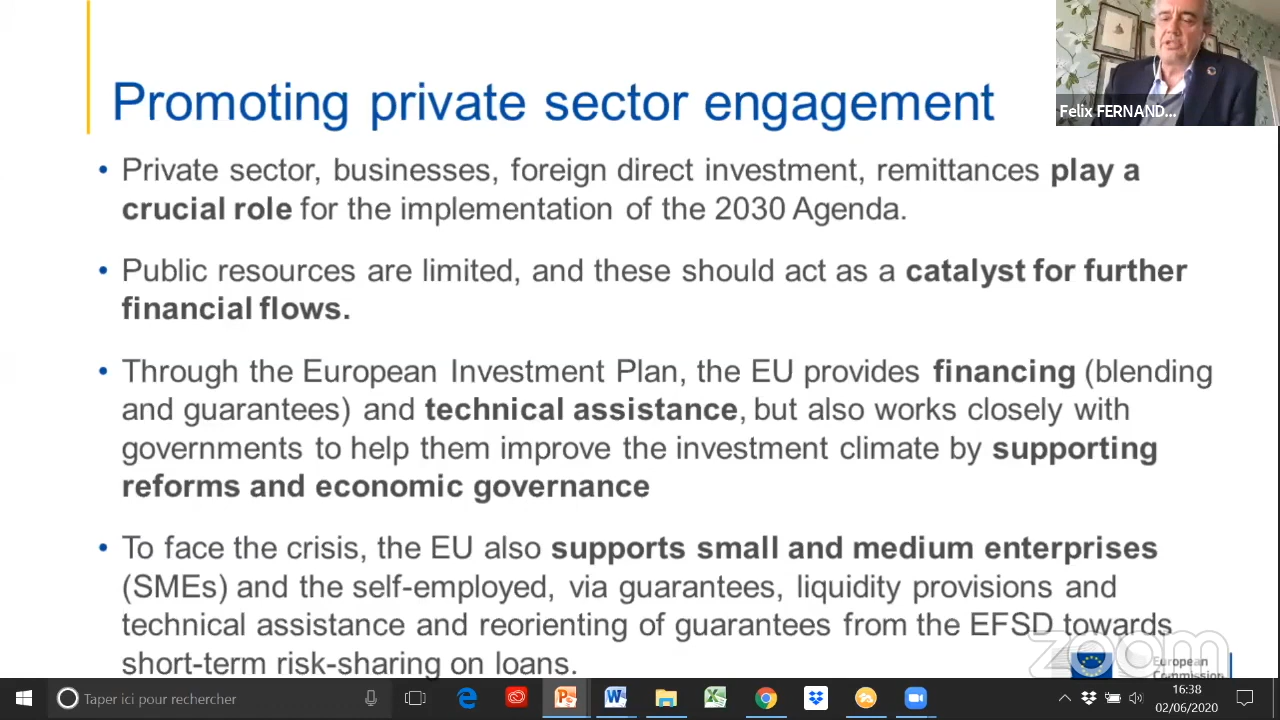 Promoting private sector engagement
Felix FERNAND...
• Private sector, businesses, foreign direct investment, remittances play a
crucial role for the implementation of the 2030 Agenda.
• Public resources are limited, and these should act as a catalyst for further
financial flows.
• Through the European Investment Plan, the EU provides financing (blending
and guarantees) and technical assistance, but also works closely with
governments to help them improve the investment climate by supporting
reforms and economic governance
• To face the crisis, the EU also supports small and medium enterprises
(SMEs) and the self-employed, via guarantees, liquidity provisions and
technical assistance and reorienting of guarantees from the EFSD towards
short-term risk-sharing on loans.
zoom
European
Commission
Taper ici pour rechercher
16:38
02/06/2020